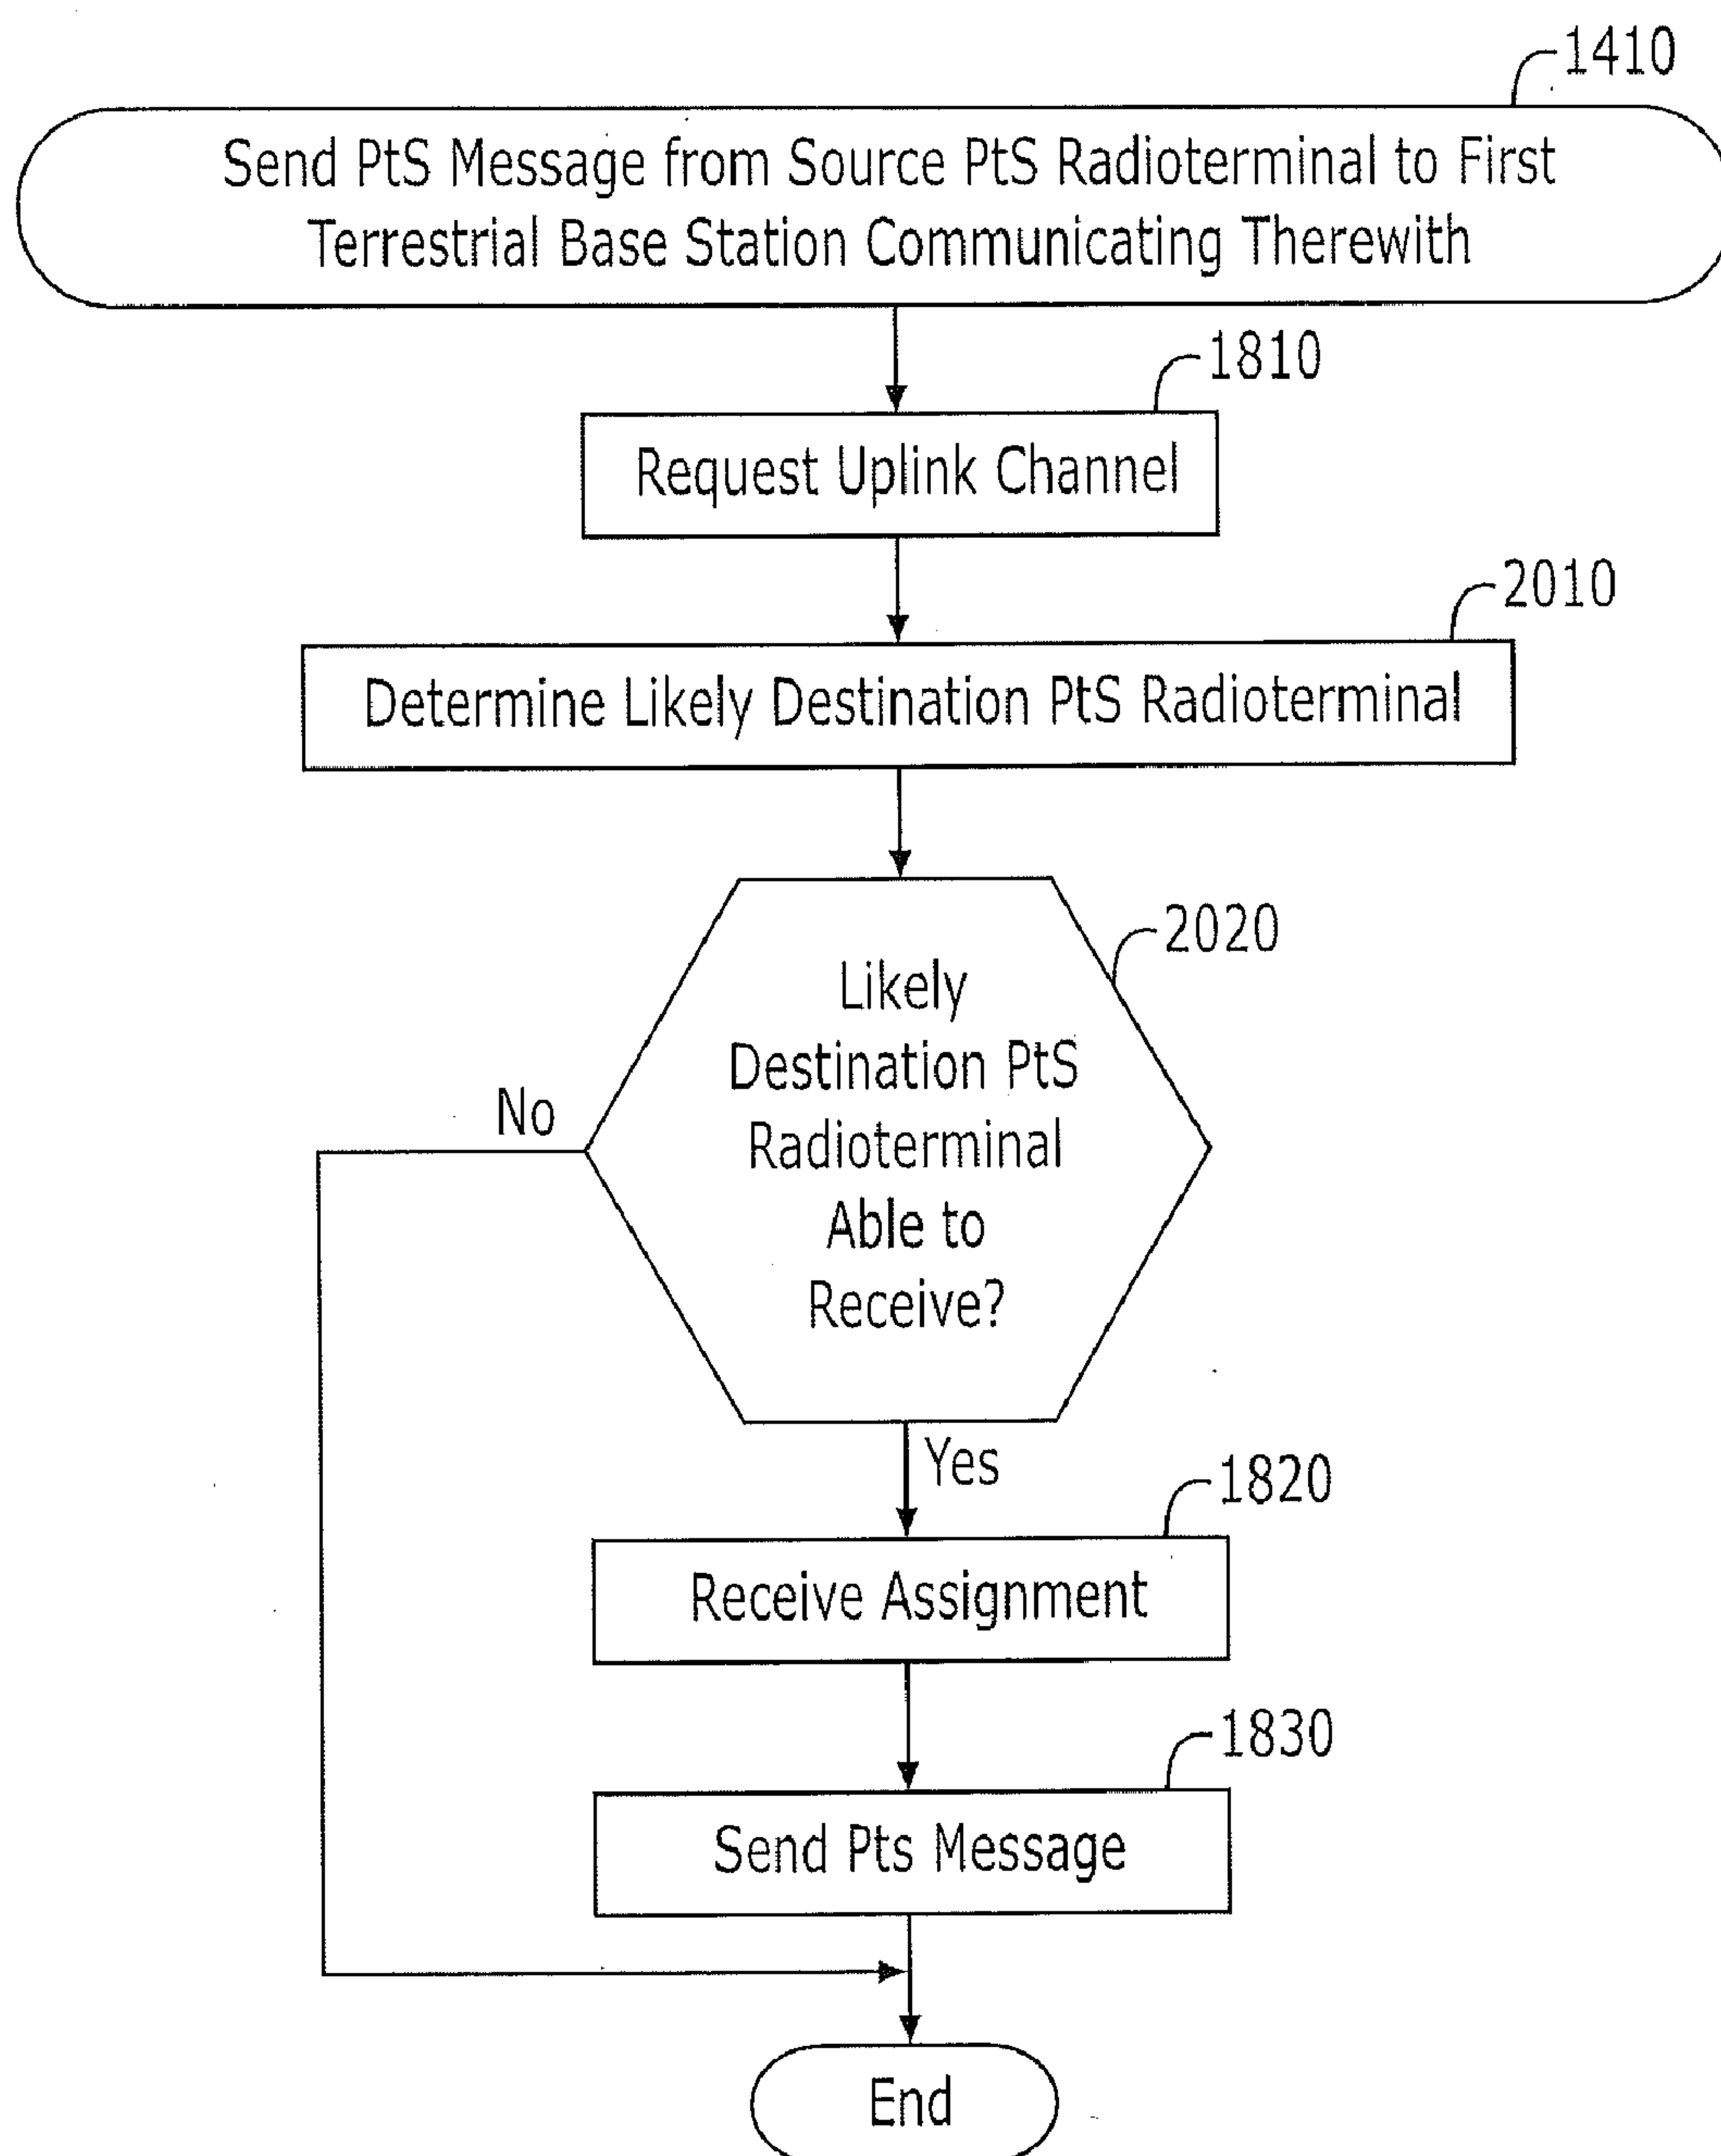 1410
Send PtS Message from Source PtS Radioterminal to First
Terrestrial Base Station Communicating Therewith
1810
Request Uplink Channel
2010
Determine Likely Destination PtS Radioterminal
2020
Likely
Destination PtS
Radioterminal
Able to
Receive?
No
Yes
1820
Receive Assignment
1830
Send Pts Message
End